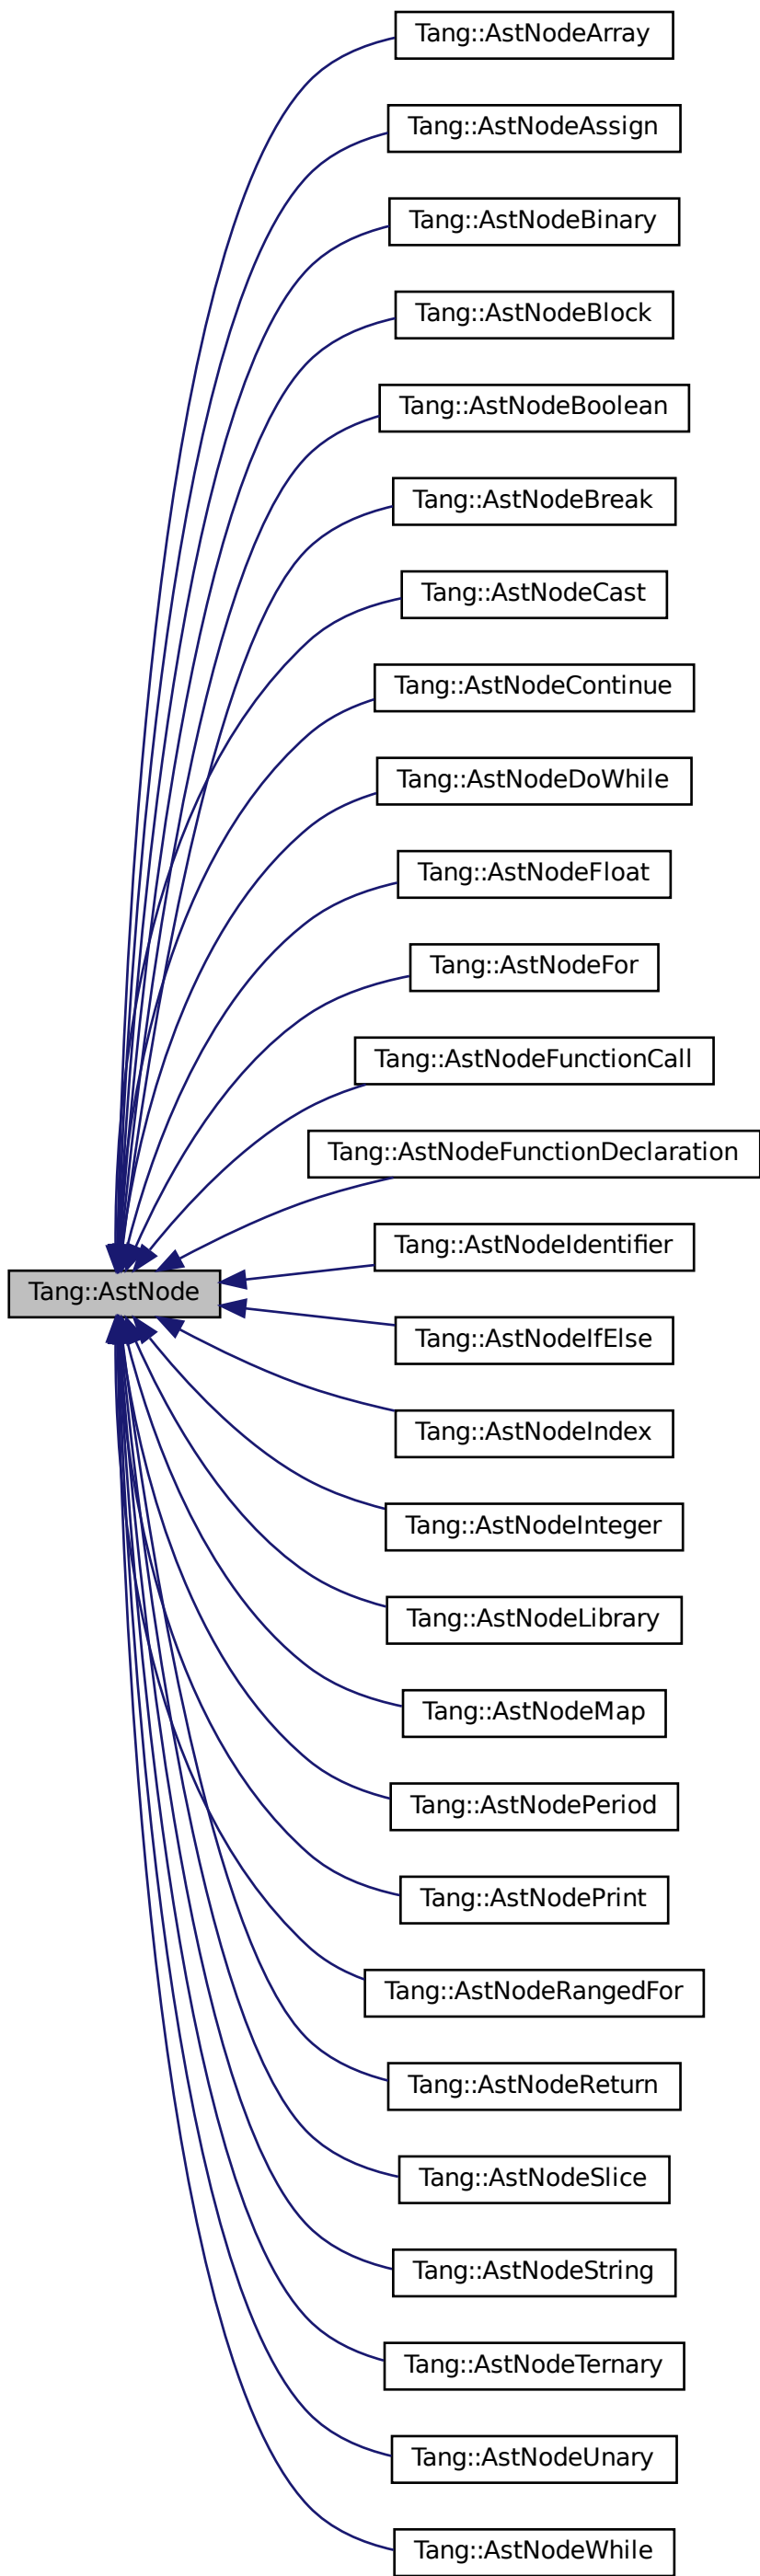 Tang::AstNodeArray
Tang::AstNodeAssign
Tang::AstNodeBinary
Tang::AstNodeBlock
Tang::AstNodeBoolean
Tang::AstNodeBreak
Tang::AstNodeCast
Tang::AstNodeContinue
Tang::AstNodeDoWhile
Tang::AstNodeFloat
Tang::AstNodeFor
Tang::AstNodeFunctionCall
Tang::AstNodeFunctionDeclaration
Tang::AstNodeIdentifier
Tang::AstNode
Tang::AstNodeIfElse
Tang::AstNodeIndex
Tang::AstNodeInteger
Tang::AstNodeLibrary
Tang::AstNodeMap
Tang::AstNodePeriod
Tang::AstNodePrint
Tang::AstNodeRangedFor
Tang::AstNodeReturn
Tang::AstNodeSlice
Tang::AstNodeString
Tang::AstNodeTernary
Tang::AstNodeUnary
Tang::AstNodeWhile